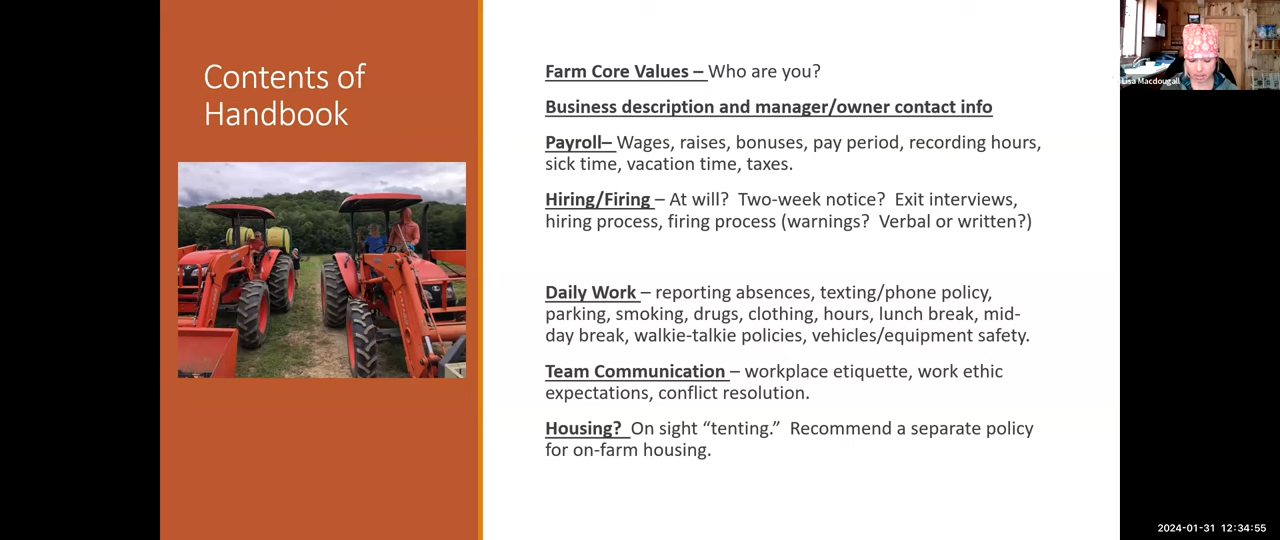 Contents of
Handbook
Farm Core Values – Who are you?
Business description and manager/owner contact info
Payroll– Wages, raises, bonuses, pay period, recording hours,
sick time, vacation time, taxes.
Hiring/Firing – At will?  Two-week notice?  Exit interviews,
hiring process, firing process (warnings?  Verbal or written?)
Daily Work – reporting absences, texting/phone policy,
parking, smoking, drugs, clothing, hours, lunch break, mid-
day break, walkie-talkie policies, vehicles/equipment safety.
Team Communication – workplace etiquette, work ethic
expectations, conflict resolution.
Housing?  On sight “tenting.”  Recommend a separate policy
for on-farm housing.
Lisa Macdougall
2024-01-31 12:34:55